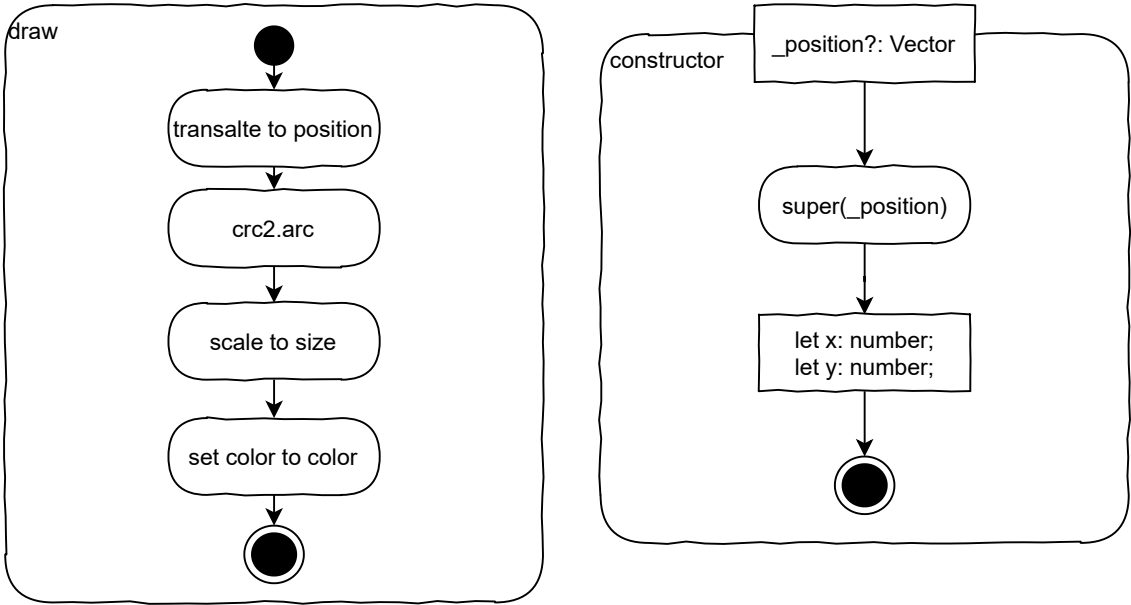 draw
transalte to position
crc2.arc
scale to size
set color to color
_position?: Vector
constructor
super(_position)
let x: number;
let y: number;